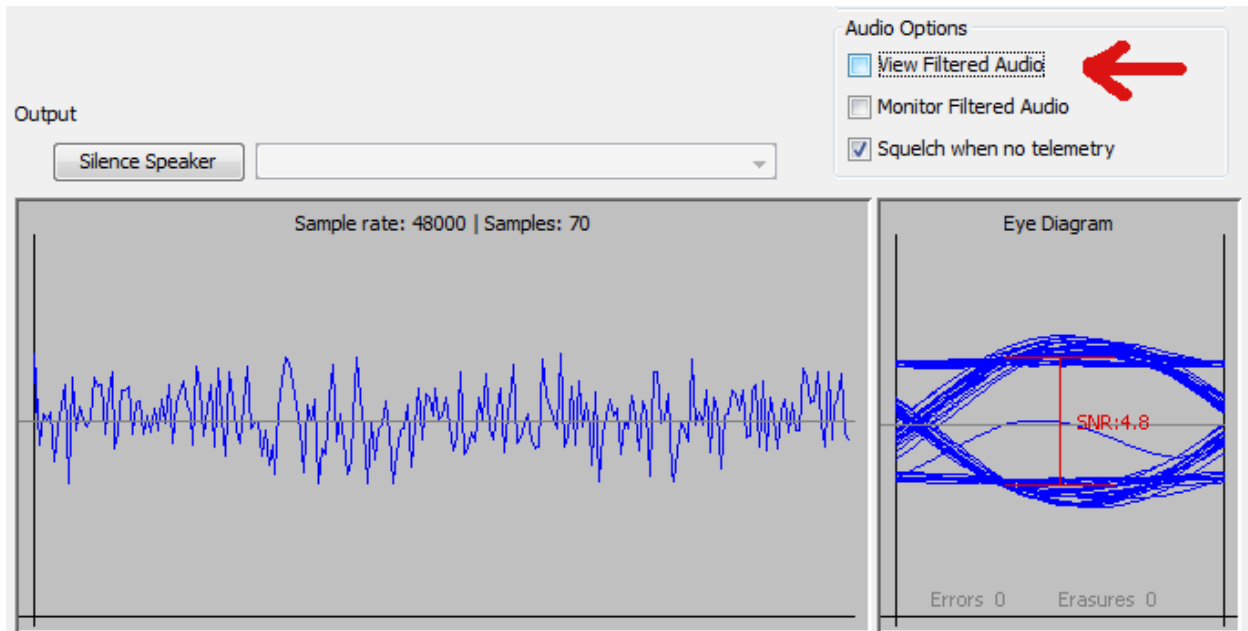 Audio Options
View Filtered Audio
Monitor Filtered Audio
Squelch when no telemetry
Output
Silence Speaker
Sample rate: 48000 | Samples: 70
Eye Diagram
SNR:4.8
Errors 0 Erasures 0